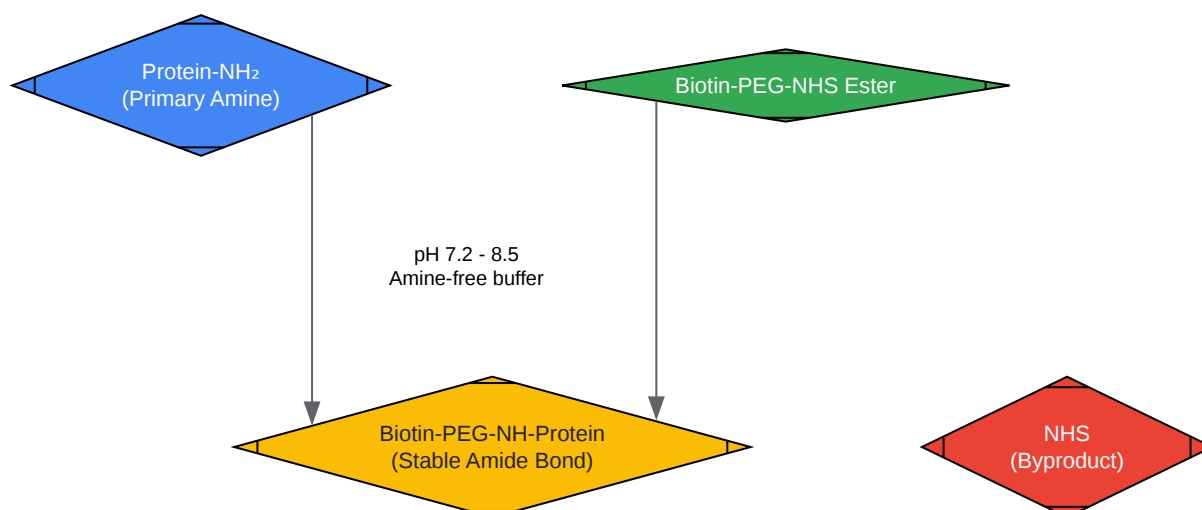 Protein-NH₂
(Primary Amine)
Biotin-PEG-NHS Ester
pH 7.2 - 8.5
Amine-free buffer
Biotin-PEG-NH-Protein
(Stable Amide Bond)
NHS
(Byproduct)